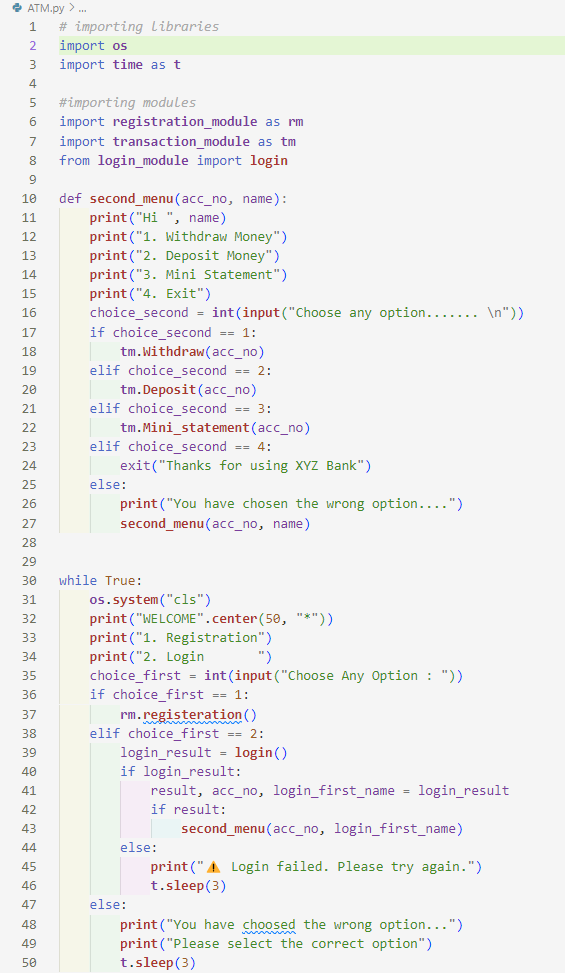 ATM.py > ...
1 # importing libraries
2 import os
3 import time as t
4
5 #importing modules
6 import registration_module as rm
7 import transaction_module as tm
8 from login_module import login
9
10 def second_menu(acc_no, name):
11     print("Hi ", name)
12     print("1. Withdraw Money")
13     print("2. Deposit Money")
14     print("3. Mini Statement")
15     print("4. Exit")
16     choice_second = int(input("Choose any option....... \n"))
17     if choice_second == 1:
18         tm.Withdraw(acc_no)
19     elif choice_second == 2:
20         tm.Deposit(acc_no)
21     elif choice_second == 3:
22         tm.Mini_statement(acc_no)
23     elif choice_second == 4:
24         exit("Thanks for using XYZ Bank")
25     else:
26         print("You have chosen the wrong option....")
27         second_menu(acc_no, name)
28
29
30 while True:
31     os.system("cls")
32     print("WELCOME".center(50, "*"))
33     print("1. Registration")
34     print("2. Login       ")
35     choice_first = int(input("Choose Any Option : "))
36     if choice_first == 1:
37         rm.registeration()
38     elif choice_first == 2:
39         login_result = login()
40         if login_result:
41             result, acc_no, login_first_name = login_result
42             if result:
43                 second_menu(acc_no, login_first_name)
44         else:
45             print("⚠️ Login failed. Please try again.")
46             t.sleep(3)
47     else:
48         print("You have choosed the wrong option...")
49         print("Please select the correct option")
50         t.sleep(3)